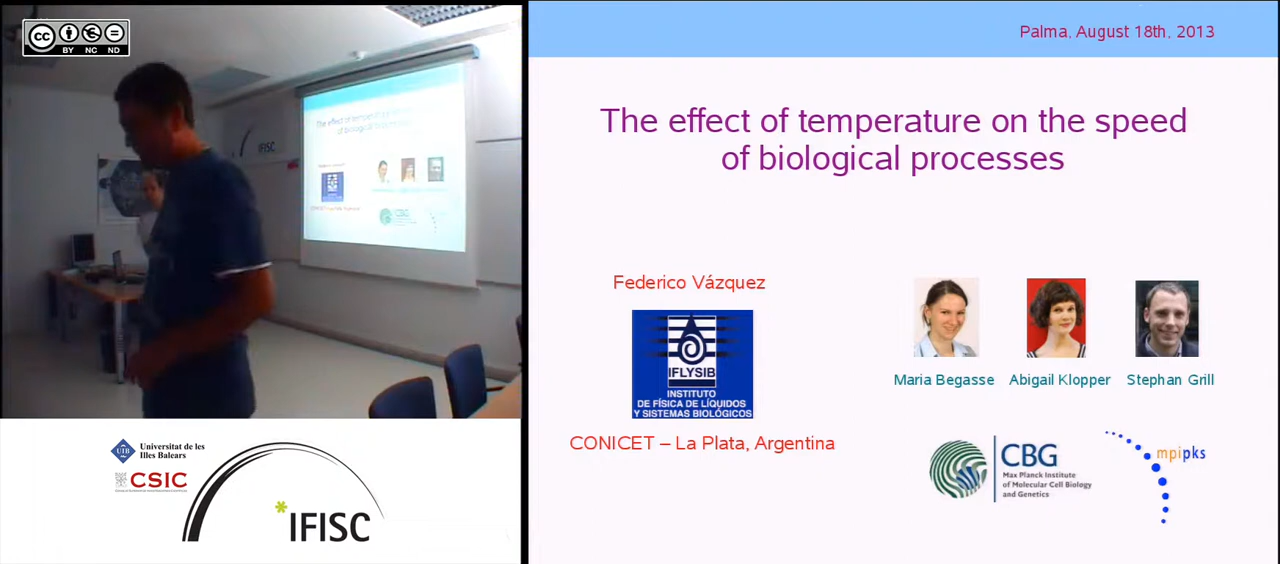 cc
BY NC ND
IFISC
Universitat de les
Illes Balears
UIB
CSIC
IFISC
Palma, August 18th, 2013
The effect of temperature on the speed
of biological processes
Federico Vázquez
IFLYSIB
INSTITUTO
DE FÍSICA DE LÍQUIDOS
Y SISTEMAS BIOLÓGICOS
CONICET – La Plata, Argentina
Maria Begasse
Abigail Klopper
Stephan Grill
CBG
Max Planck Institute
of Molecular Cell Biology
and Genetics
mpipks